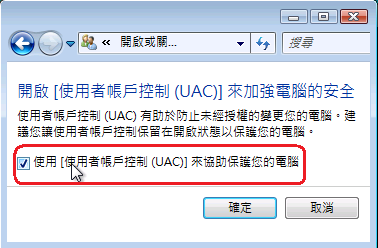 « 開啟或關...
搜尋
開啟 [使用者帳戶控制 (UAC)] 來加強電腦的安全
使用者帳戶控制 (UAC) 有助於防止未經授權的變更您的電腦。建
議您讓使用者帳戶控制保留在開啟狀態以保護您的電腦。
使用 [使用者帳戶控制 (UAC)] 來協助保護您的電腦
確定
取消